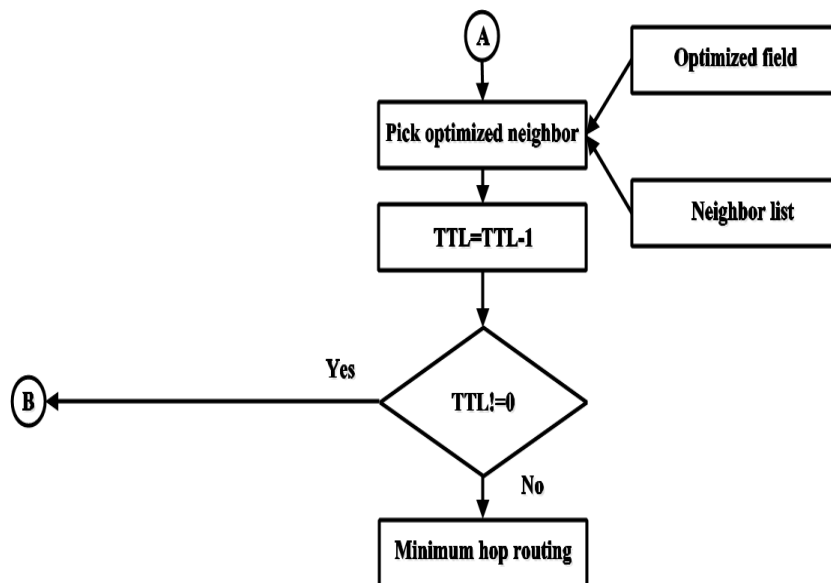 A
Optimized field
Pick optimized neighbor
Neighbor list
TTL=TTL-1
Yes
B
TTL!=0
No
Minimum hop routing